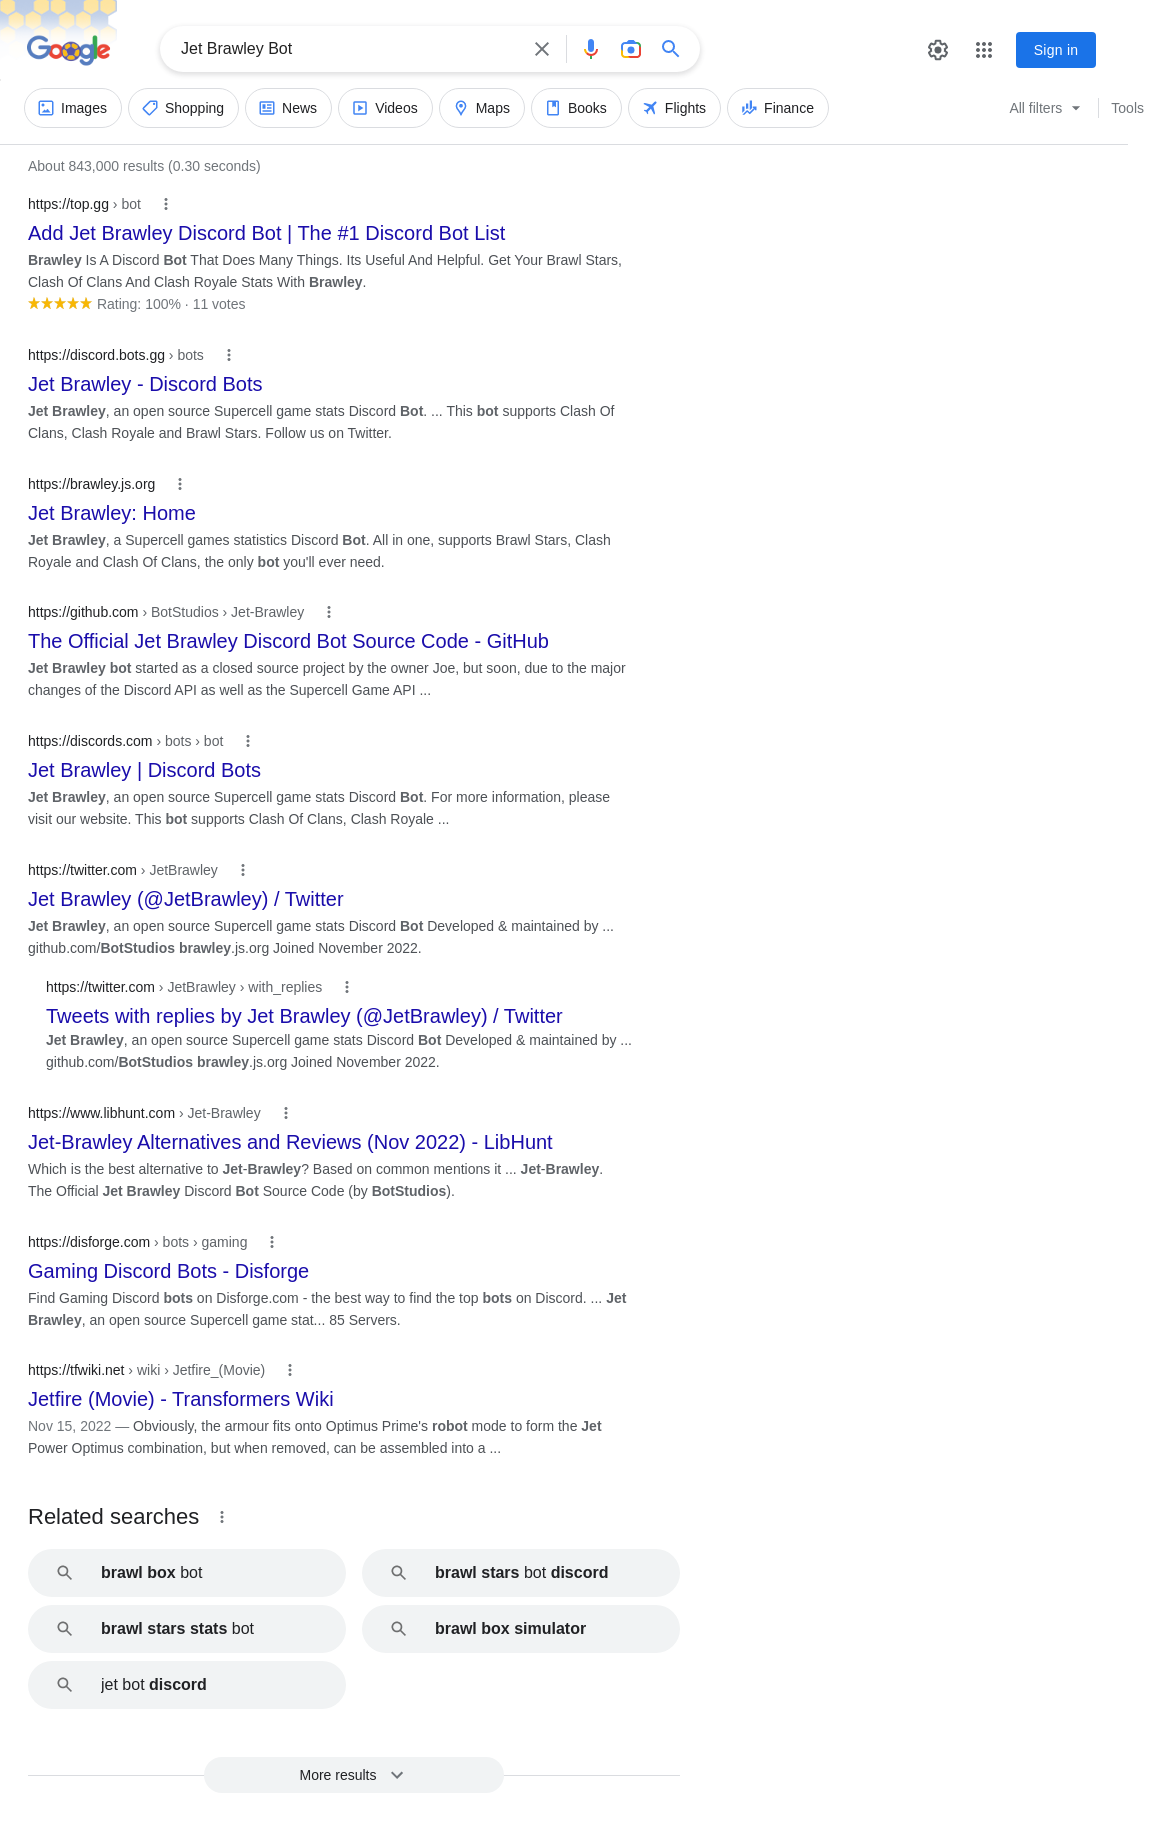 Google
Jet Brawley Bot
Sign in
Images
Shopping
News
Videos
Maps
Books
Flights
Finance
All filters
Tools
About 843,000 results (0.30 seconds)
https://top.gg › bot
Add Jet Brawley Discord Bot | The #1 Discord Bot List
Brawley Is A Discord Bot That Does Many Things. Its Useful And Helpful. Get Your Brawl Stars,
Clash Of Clans And Clash Royale Stats With Brawley.
Rating: 100% · 11 votes
https://discord.bots.gg › bots
Jet Brawley - Discord Bots
Jet Brawley, an open source Supercell game stats Discord Bot. ... This bot supports Clash Of
Clans, Clash Royale and Brawl Stars. Follow us on Twitter.
https://brawley.js.org
Jet Brawley: Home
Jet Brawley, a Supercell games statistics Discord Bot. All in one, supports Brawl Stars, Clash
Royale and Clash Of Clans, the only bot you'll ever need.
https://github.com › BotStudios › Jet-Brawley
The Official Jet Brawley Discord Bot Source Code - GitHub
Jet Brawley bot started as a closed source project by the owner Joe, but soon, due to the major
changes of the Discord API as well as the Supercell Game API ...
https://discords.com › bots › bot
Jet Brawley | Discord Bots
Jet Brawley, an open source Supercell game stats Discord Bot. For more information, please
visit our website. This bot supports Clash Of Clans, Clash Royale ...
https://twitter.com › JetBrawley
Jet Brawley (@JetBrawley) / Twitter
Jet Brawley, an open source Supercell game stats Discord Bot Developed & maintained by ...
github.com/BotStudios brawley.js.org Joined November 2022.
https://twitter.com › JetBrawley › with_replies
Tweets with replies by Jet Brawley (@JetBrawley) / Twitter
Jet Brawley, an open source Supercell game stats Discord Bot Developed & maintained by ...
github.com/BotStudios brawley.js.org Joined November 2022.
https://www.libhunt.com › Jet-Brawley
Jet-Brawley Alternatives and Reviews (Nov 2022) - LibHunt
Which is the best alternative to Jet-Brawley? Based on common mentions it ... Jet-Brawley.
The Official Jet Brawley Discord Bot Source Code (by BotStudios).
https://disforge.com › bots › gaming
Gaming Discord Bots - Disforge
Find Gaming Discord bots on Disforge.com - the best way to find the top bots on Discord. ... Jet
Brawley, an open source Supercell game stat... 85 Servers.
https://tfwiki.net › wiki › Jetfire_(Movie)
Jetfire (Movie) - Transformers Wiki
Nov 15, 2022 — Obviously, the armour fits onto Optimus Prime's robot mode to form the Jet
Power Optimus combination, but when removed, can be assembled into a ...
Related searches
brawl box bot
brawl stars bot discord
brawl stars stats bot
brawl box simulator
jet bot discord
More results